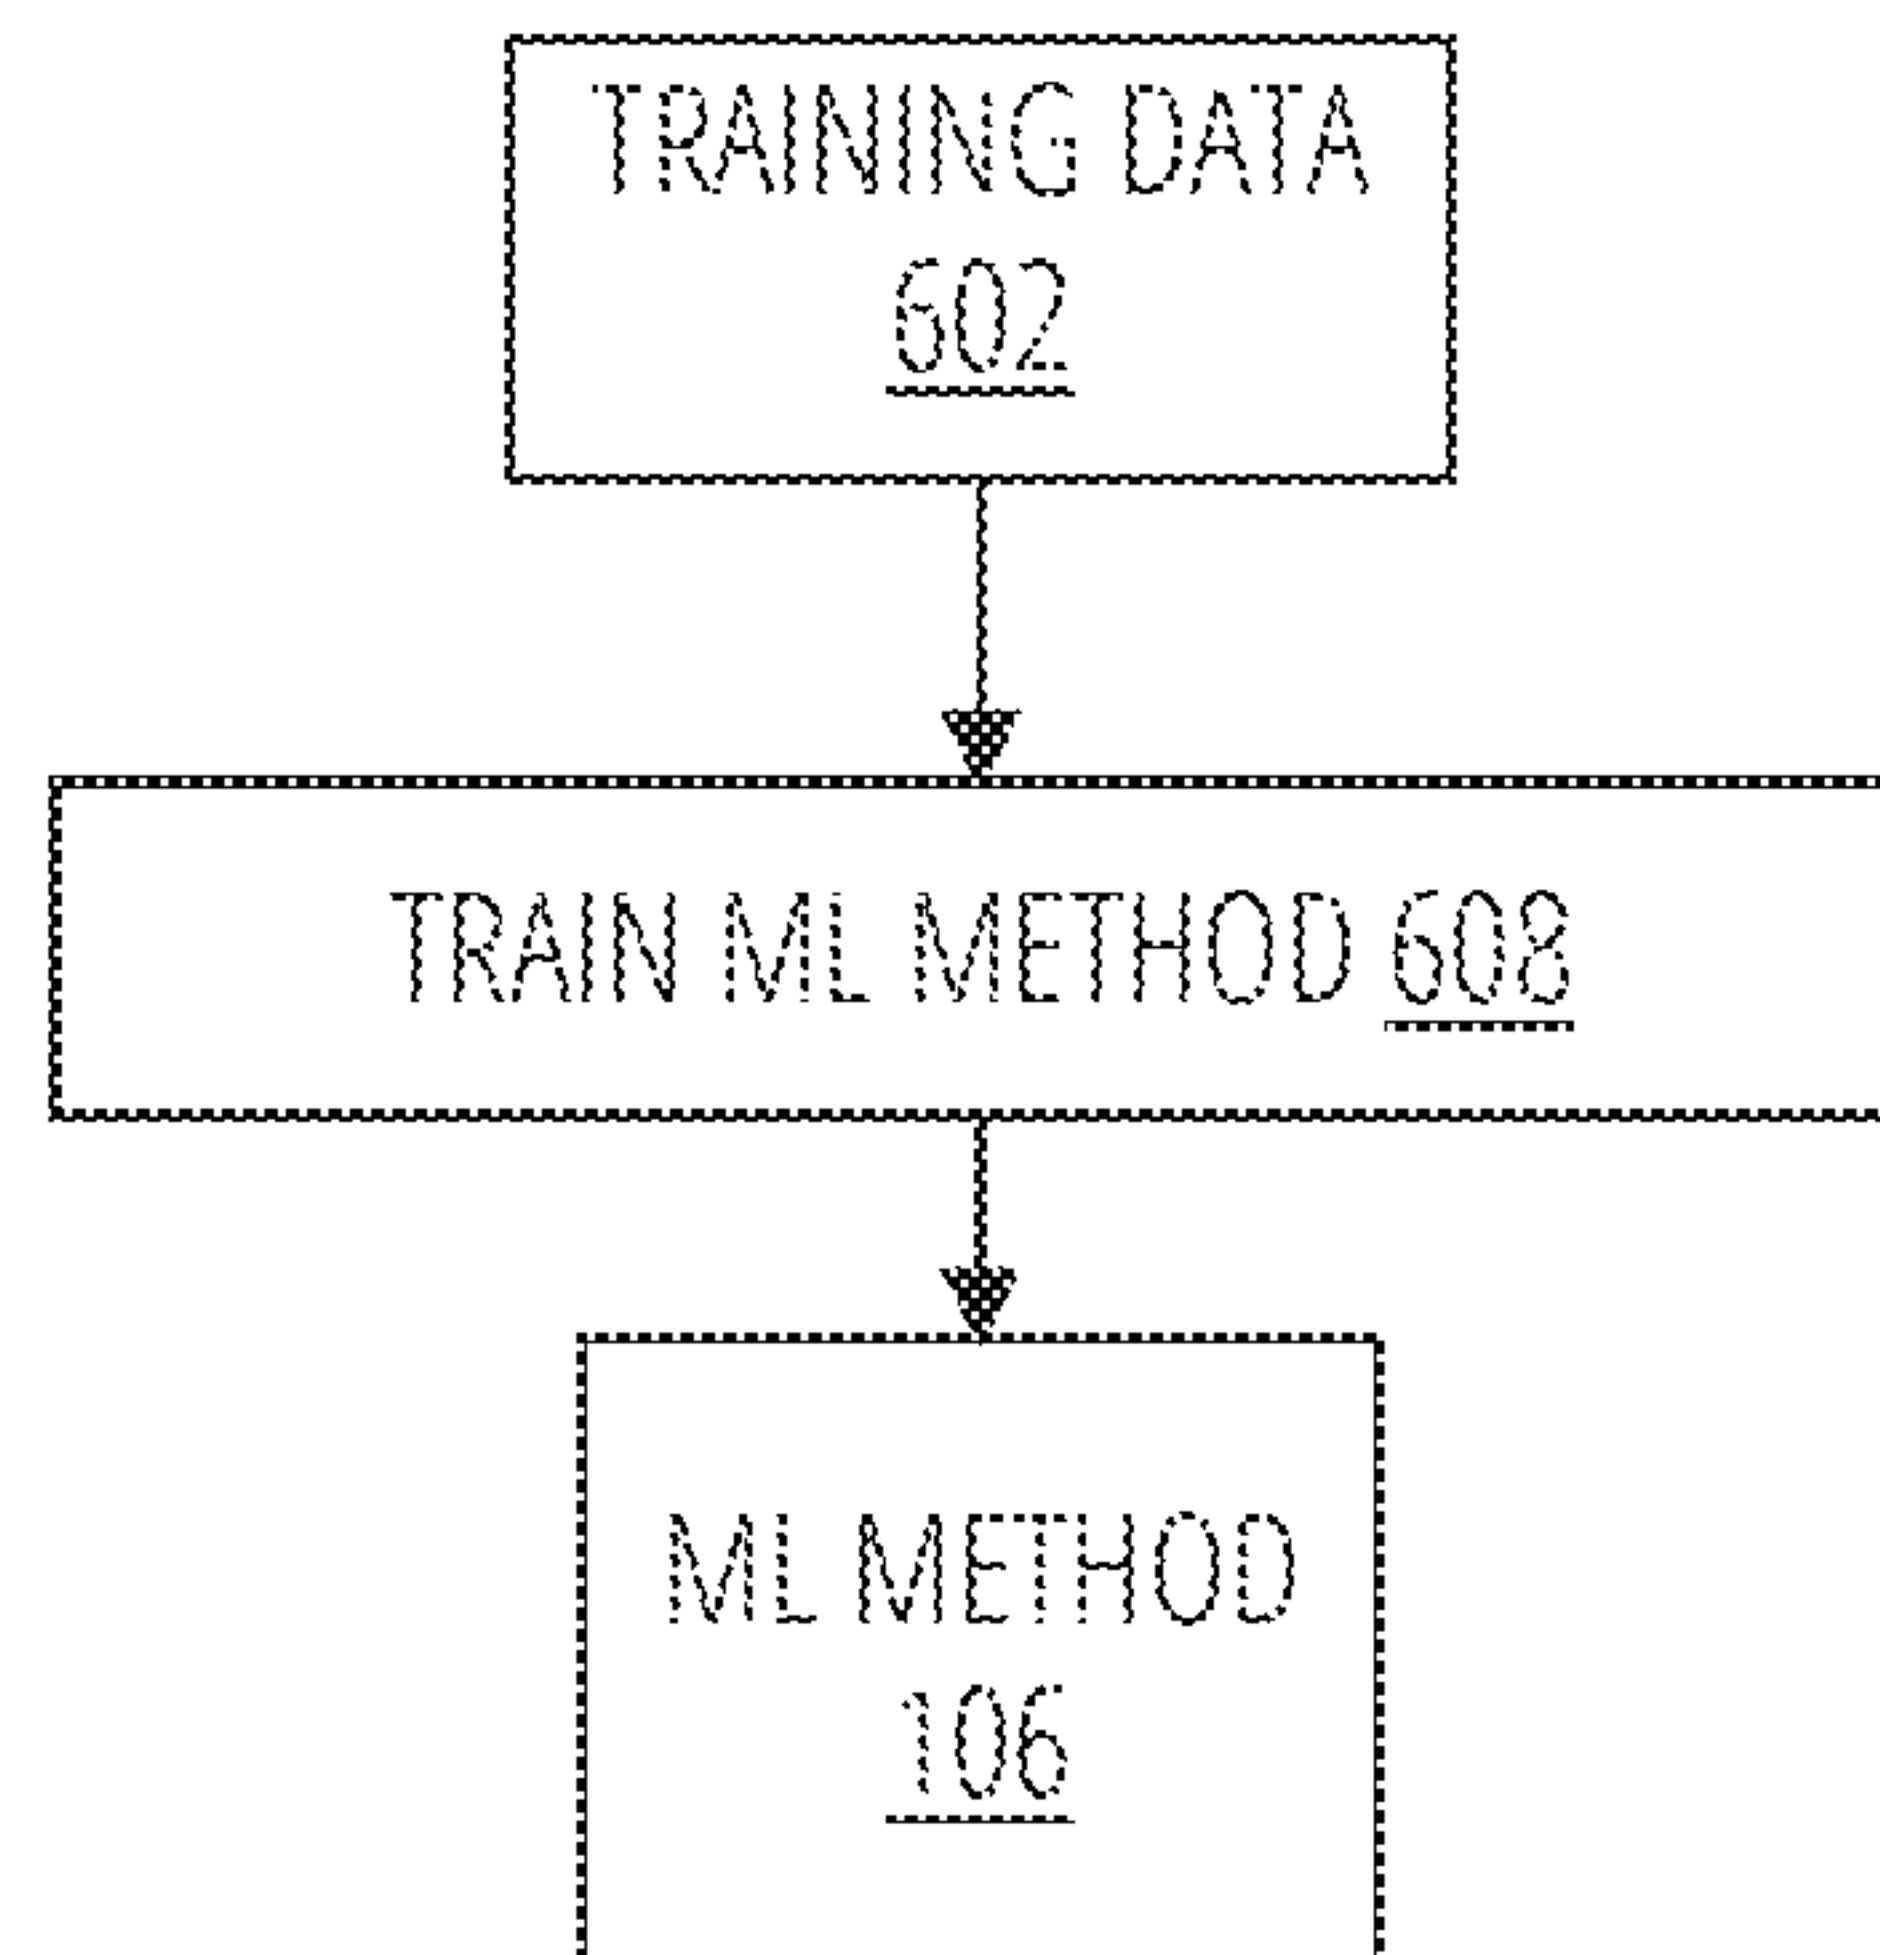 TRAINING DATA
602
TRAIN ML METHOD 608
ML METHOD
106